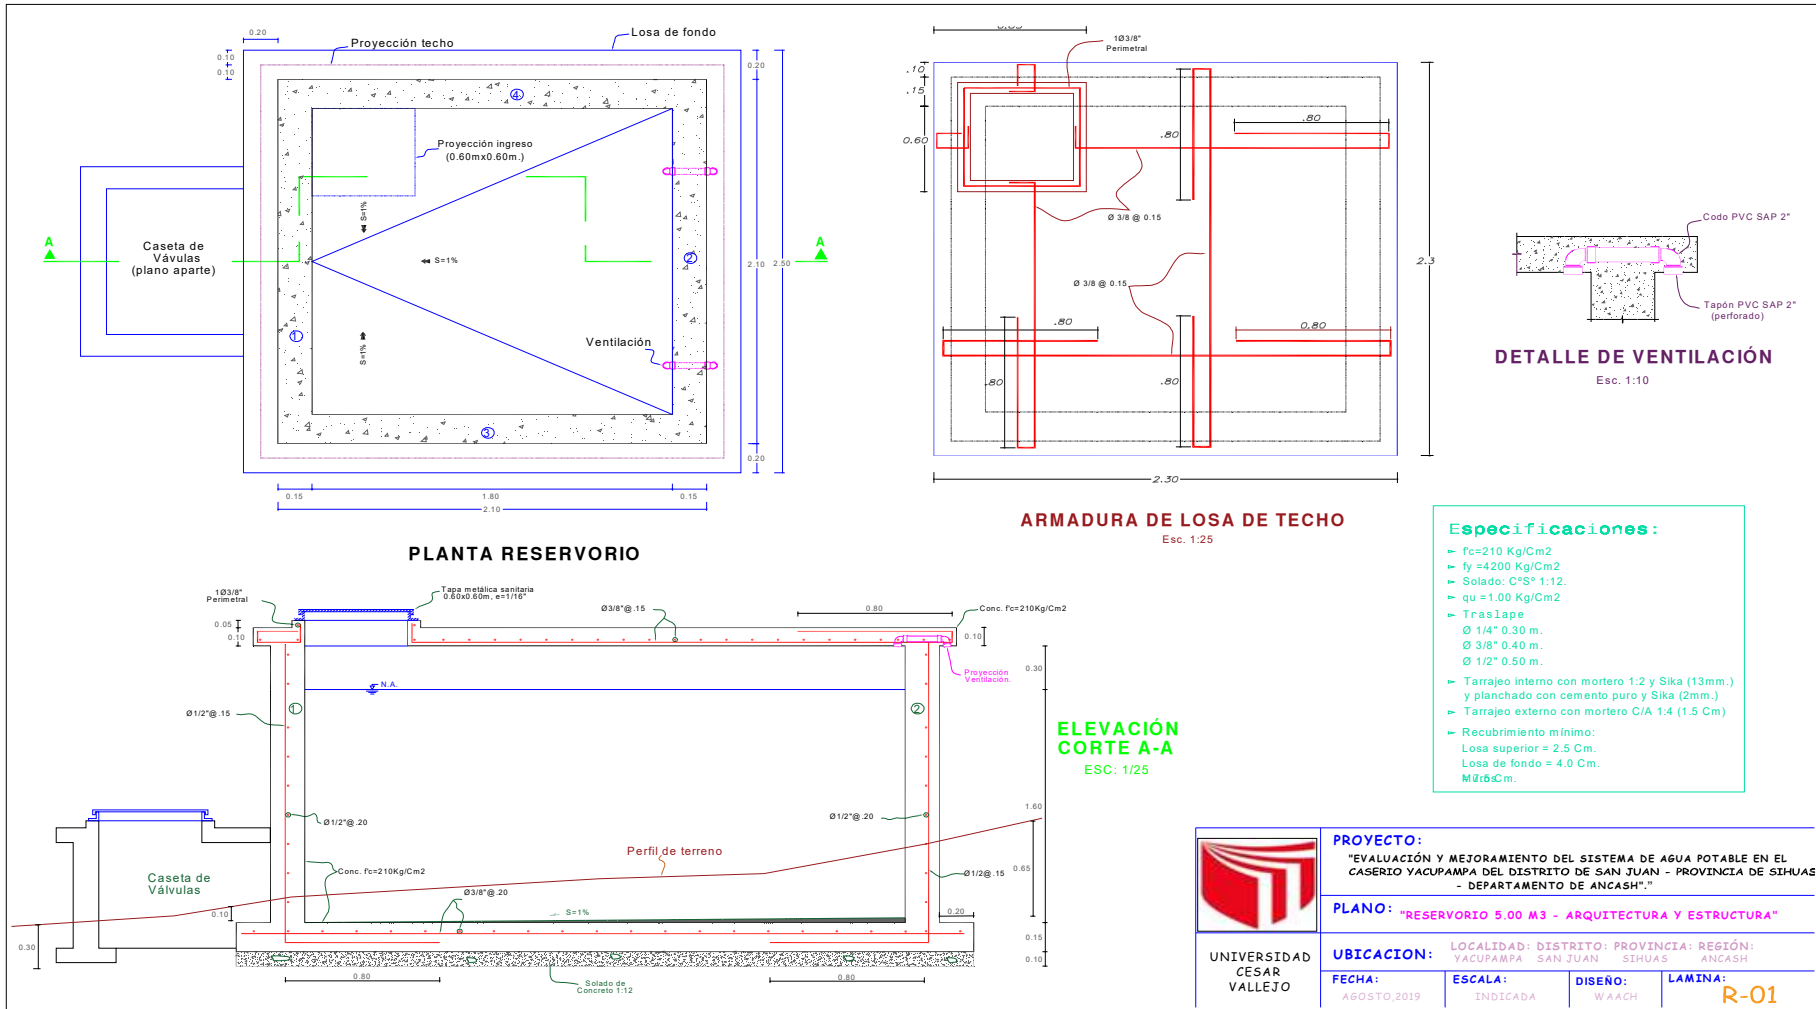 0.20
Proyección techo
Losa de fondo
0.10
0.10
0.20
④
Proyección ingreso
(0.60mx0.60m.)
S=1%
A
Caseta de
Vávulas
(plano aparte)
S=1%
②
2.10
2.50
A
①
S=1%
Ventilación
③
0.20
0.15
1.80
0.15
2.10
PLANTA RESERVORIO
1Ø3/8"
Perimetral
.10
.15
0.60
.80
.80
Ø 3/8 @ 0.15
2.3
Ø 3/8 @ 0.15
.80
0.80
.80
.80
2.30
ARMADURA DE LOSA DE TECHO
Esc. 1:25
Codo PVC SAP 2"
Tapón PVC SAP 2"
(perforado)
DETALLE DE VENTILACIÓN
Esc. 1:10
Especificaciones:
f'c=210 Kg/Cm2
fy =4200 Kg/Cm2
Solado: CºSº 1:12.
qu =1.00 Kg/Cm2
Traslape
Ø 1/4" 0.30 m.
Ø 3/8" 0.40 m.
Ø 1/2" 0.50 m.
Tarrajeo interno con mortero 1:2 y Sika (13mm.)
y planchado con cemento puro y Sika (2mm.)
Tarrajeo externo con mortero C/A 1:4 (1.5 Cm)
Recubrimiento mínimo:
Losa superior = 2.5 Cm.
Losa de fondo = 4.0 Cm.
1Ø3/8"
Perimetral
Tapa metálica sanitaria
0.60x0.60m, e=1/16"
Ø3/8"@.15
0.80
Conc. f'c=210Kg/Cm2
0.05
0.10
0.10
Proyección
Ventilación.
0.30
N.A.
①
Ø1/2"@.15
②
ELEVACIÓN
CORTE A-A
ESC: 1/25
1.60
Ø1/2"@.20
Ø1/2"@.20
Perfil de terreno
Conc. f'c=210Kg/Cm2
Caseta de
Válvulas
Ø3/8"@.20
Ø1/2@.15
0.65
0.10
S=1%
0.20
0.30
0.15
0.10
0.80
0.80
Solado de
Concreto 1:12
PROYECTO:
"EVALUACIÓN Y MEJORAMIENTO DEL SISTEMA DE AGUA POTABLE EN EL
CASERIO YACUPAMPA DEL DISTRITO DE SAN JUAN - PROVINCIA DE SIHUAS
- DEPARTAMENTO DE ANCASH"."
PLANO: "RESERVORIO 5.00 M3 - ARQUITECTURA Y ESTRUCTURA"
UNIVERSIDAD
CESAR
VALLEJO
UBICACION:
LOCALIDAD: DISTRITO: PROVINCIA: REGIÓN:
YACUPAMPA SAN JUAN SIHUAS ANCASH
FECHA:
AGOSTO,2019
ESCALA:
INDICADA
DISEÑO:
WAACH
LAMINA:
R-01